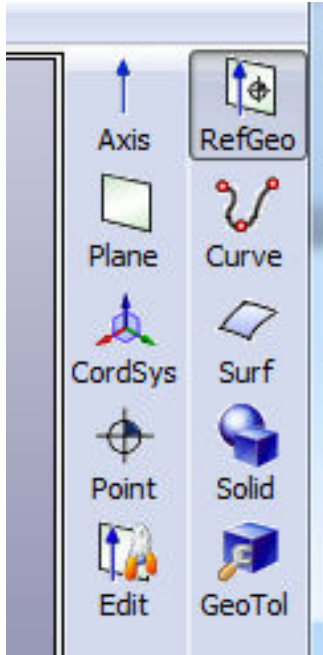 Axis
RefGeo
Plane
Curve
CordSys
Surf
Point
Solid
Edit
GeoTol